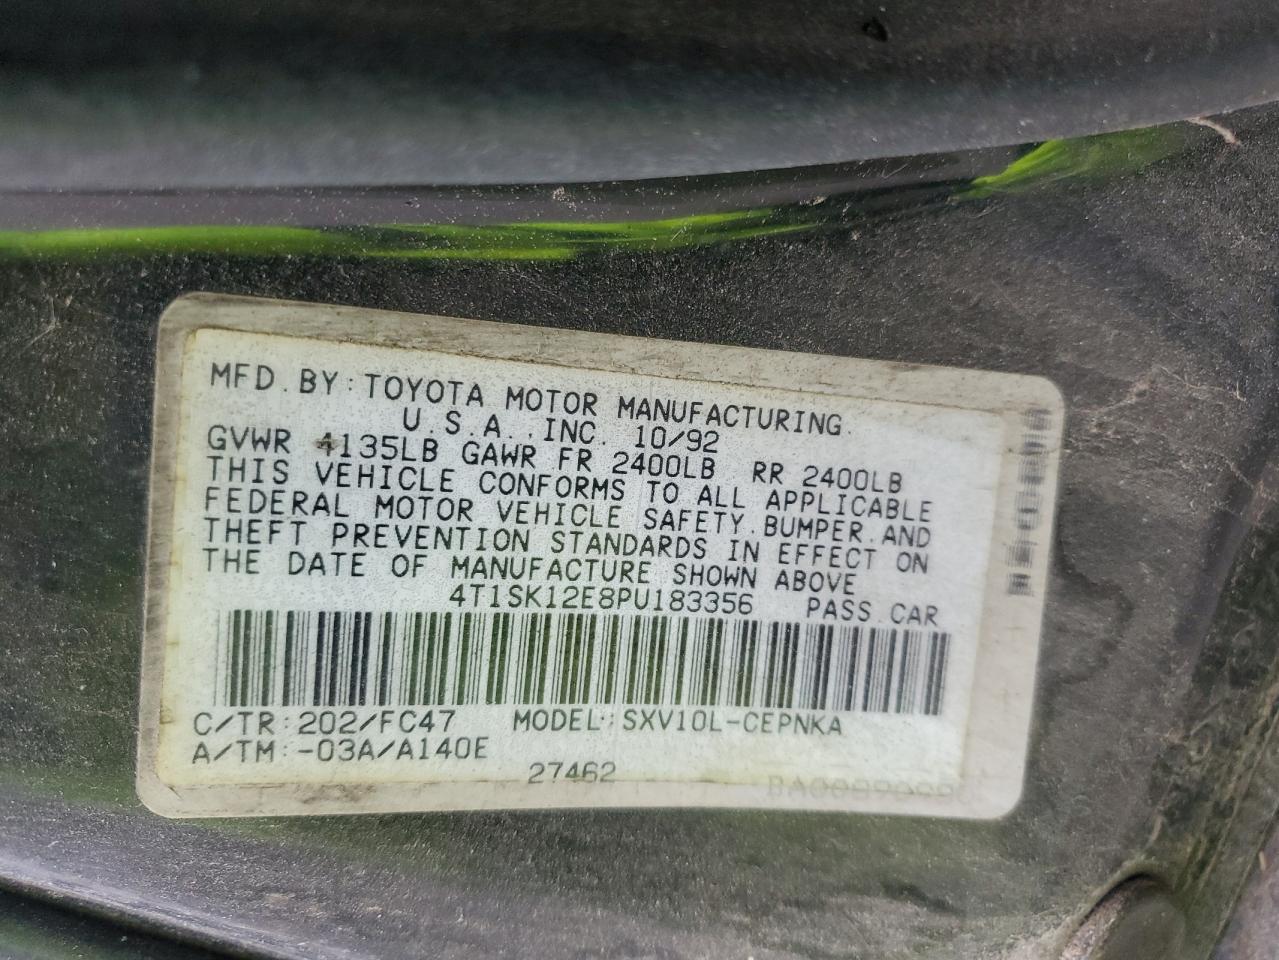 MFD. BY: TOYOTA MOTOR MANUFACTURING.
U.S.A., INC. 10/92
GVWR 4135LB GAWR FR 2400LB RR 2400LB
THIS VEHICLE CONFORMS TO ALL APPLICABLE
FEDERAL MOTOR VEHICLE SAFETY. BUMPER. AND
THEFT PREVENTION STANDARDS IN EFFECT ON
THE DATE OF MANUFACTURE SHOWN ABOVE
4T1SK12E8PU183356 PASS. CAR
C/TR: 202/FC47 MODEL: SXV10L-CEPNKA
A/TM: -03A/A140E
27462